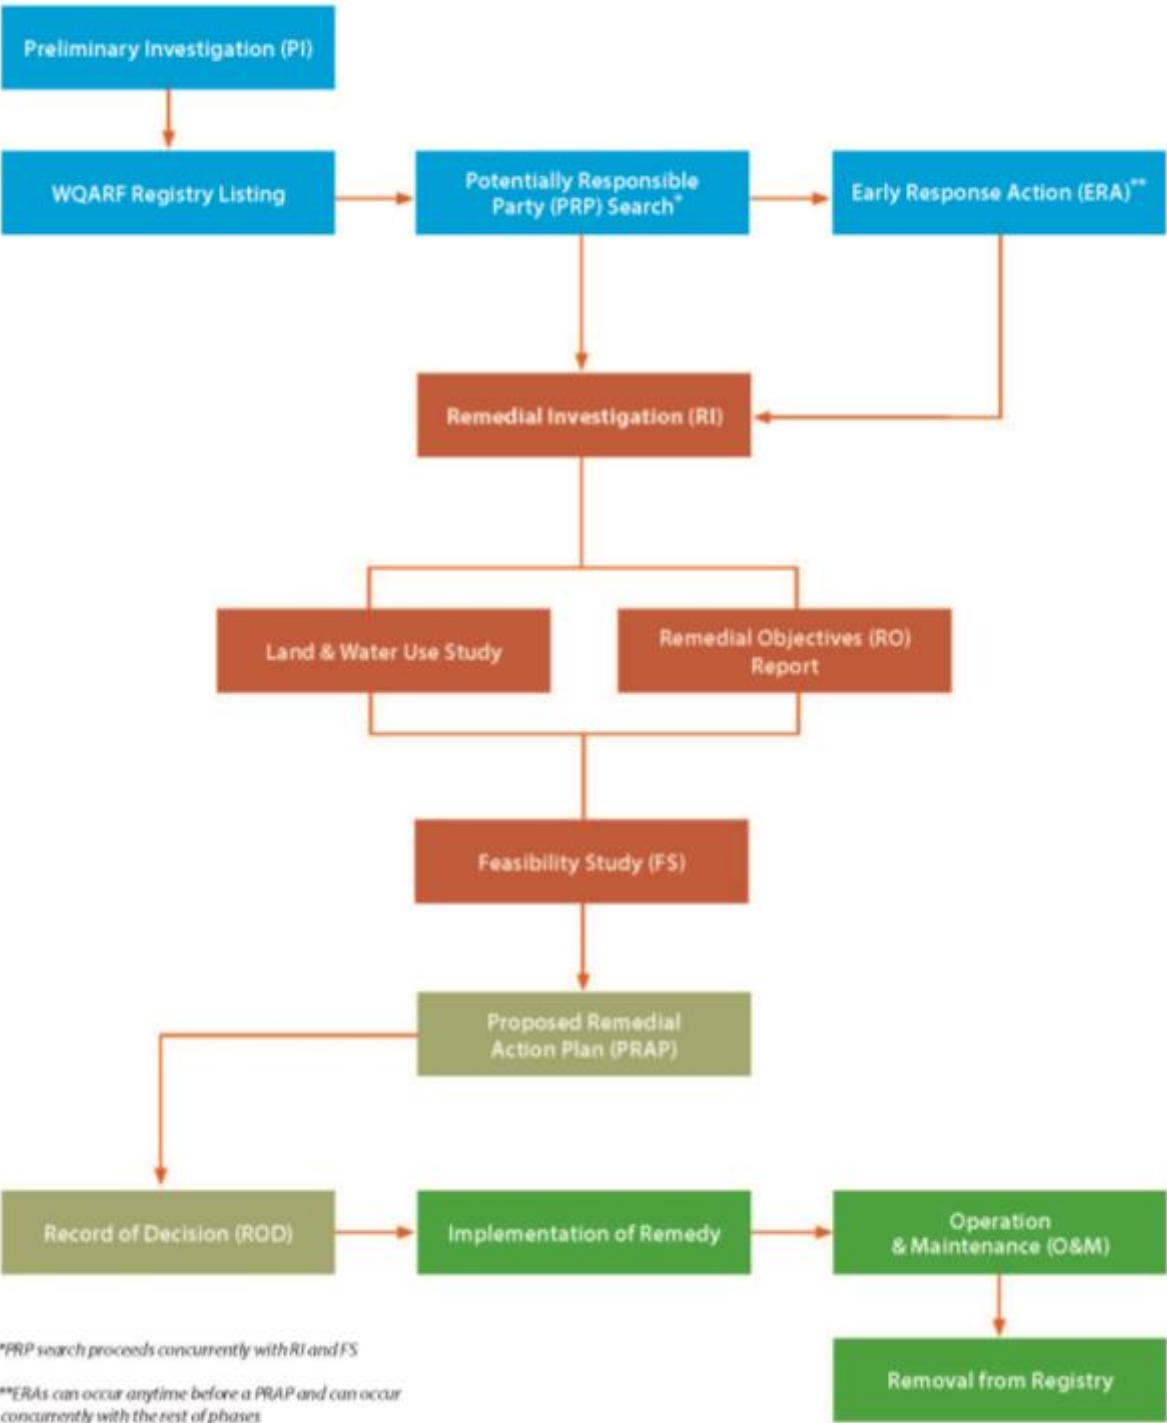 Preliminary Investigation (PI)
WQARF Registry Listing
Potentially Responsible
Party (PRP) Search*
Early Response Action (ERA)**
Remedial Investigation (RI)
Land & Water Use Study
Remedial Objectives (RO)
Report
Feasibility Study (FS)
Proposed Remedial
Action Plan (PRAP)
Record of Decision (ROD)
Implementation of Remedy
Operation
& Maintenance (O&M)
Removal from Registry
*PRP search proceeds concurrently with RI and FS
**ERAs can occur anytime before a PRAP and can occur
concurrently with the rest of phases